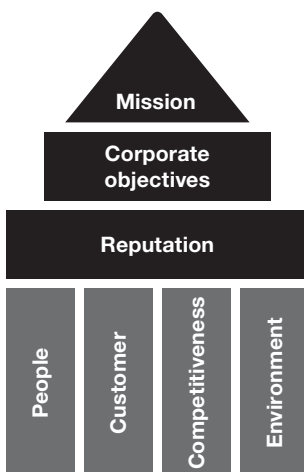 Mission
Corporate
objectives
Reputation
People
Customer
Competitiveness
Environment